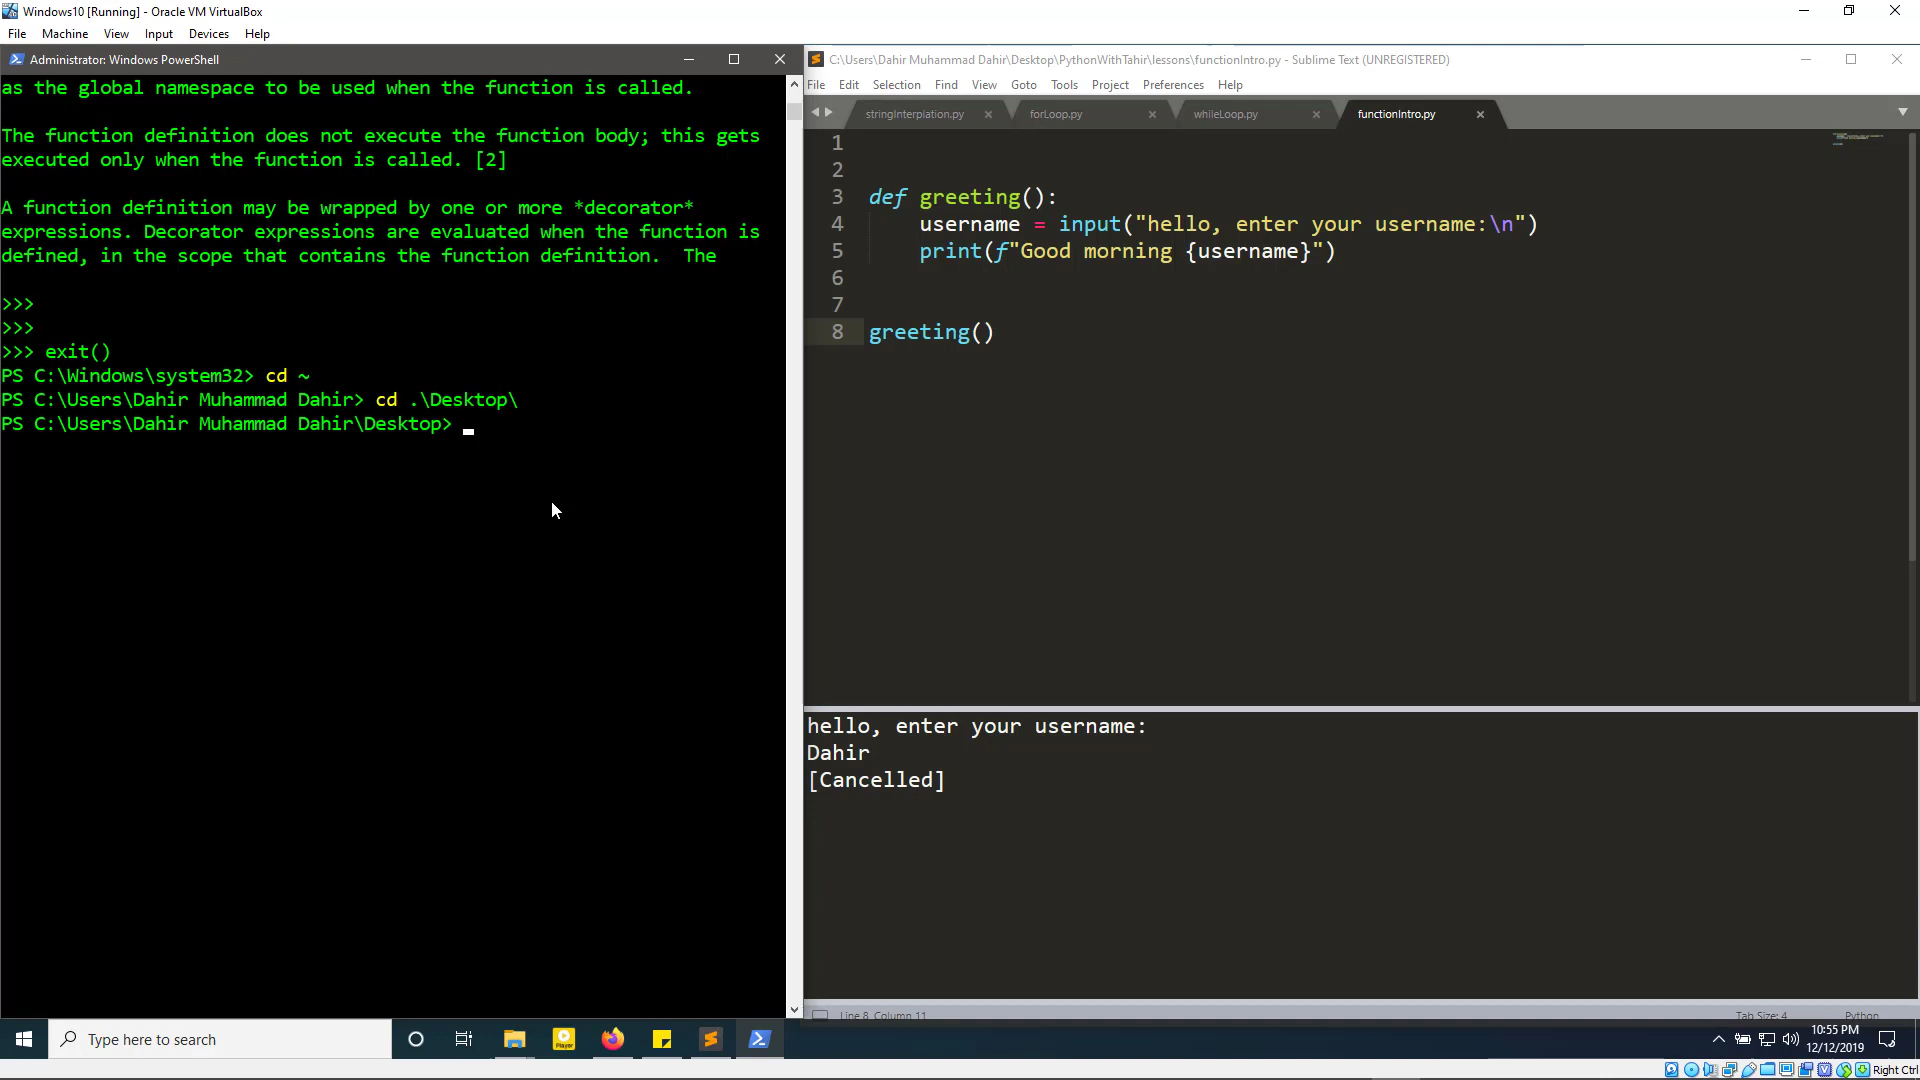 Windows10 [Running] - Oracle VM VirtualBox
File Machine View Input Devices Help
Administrator: Windows PowerShell
as the global namespace to be used when the function is called.
The function definition does not execute the function body; this gets
executed only when the function is called. [2]
A function definition may be wrapped by one or more *decorator*
expressions. Decorator expressions are evaluated when the function is
defined, in the scope that contains the function definition.  The
>>>
>>>
>>> exit()
PS C:\Windows\system32> cd ~
PS C:\Users\Dahir Muhammad Dahir> cd .\Desktop\
PS C:\Users\Dahir Muhammad Dahir\Desktop>
C:\Users\Dahir Muhammad Dahir\Desktop\PythonWithTahir\lessons\functionIntro.py - Sublime Text (UNREGISTERED)
File Edit Selection Find View Goto Tools Project Preferences Help
stringInterplation.py forLoop.py whileLoop.py functionIntro.py
1
2
3 def greeting():
4     username = input("hello, enter your username:\n")
5     print(f"Good morning {username}")
6
7
8 greeting()
hello, enter your username:
Dahir
[Cancelled]
Line 8, Column 11 Tab Size: 4 Python
Type here to search
Player
10:55 PM
12/12/2019
Right Ctrl